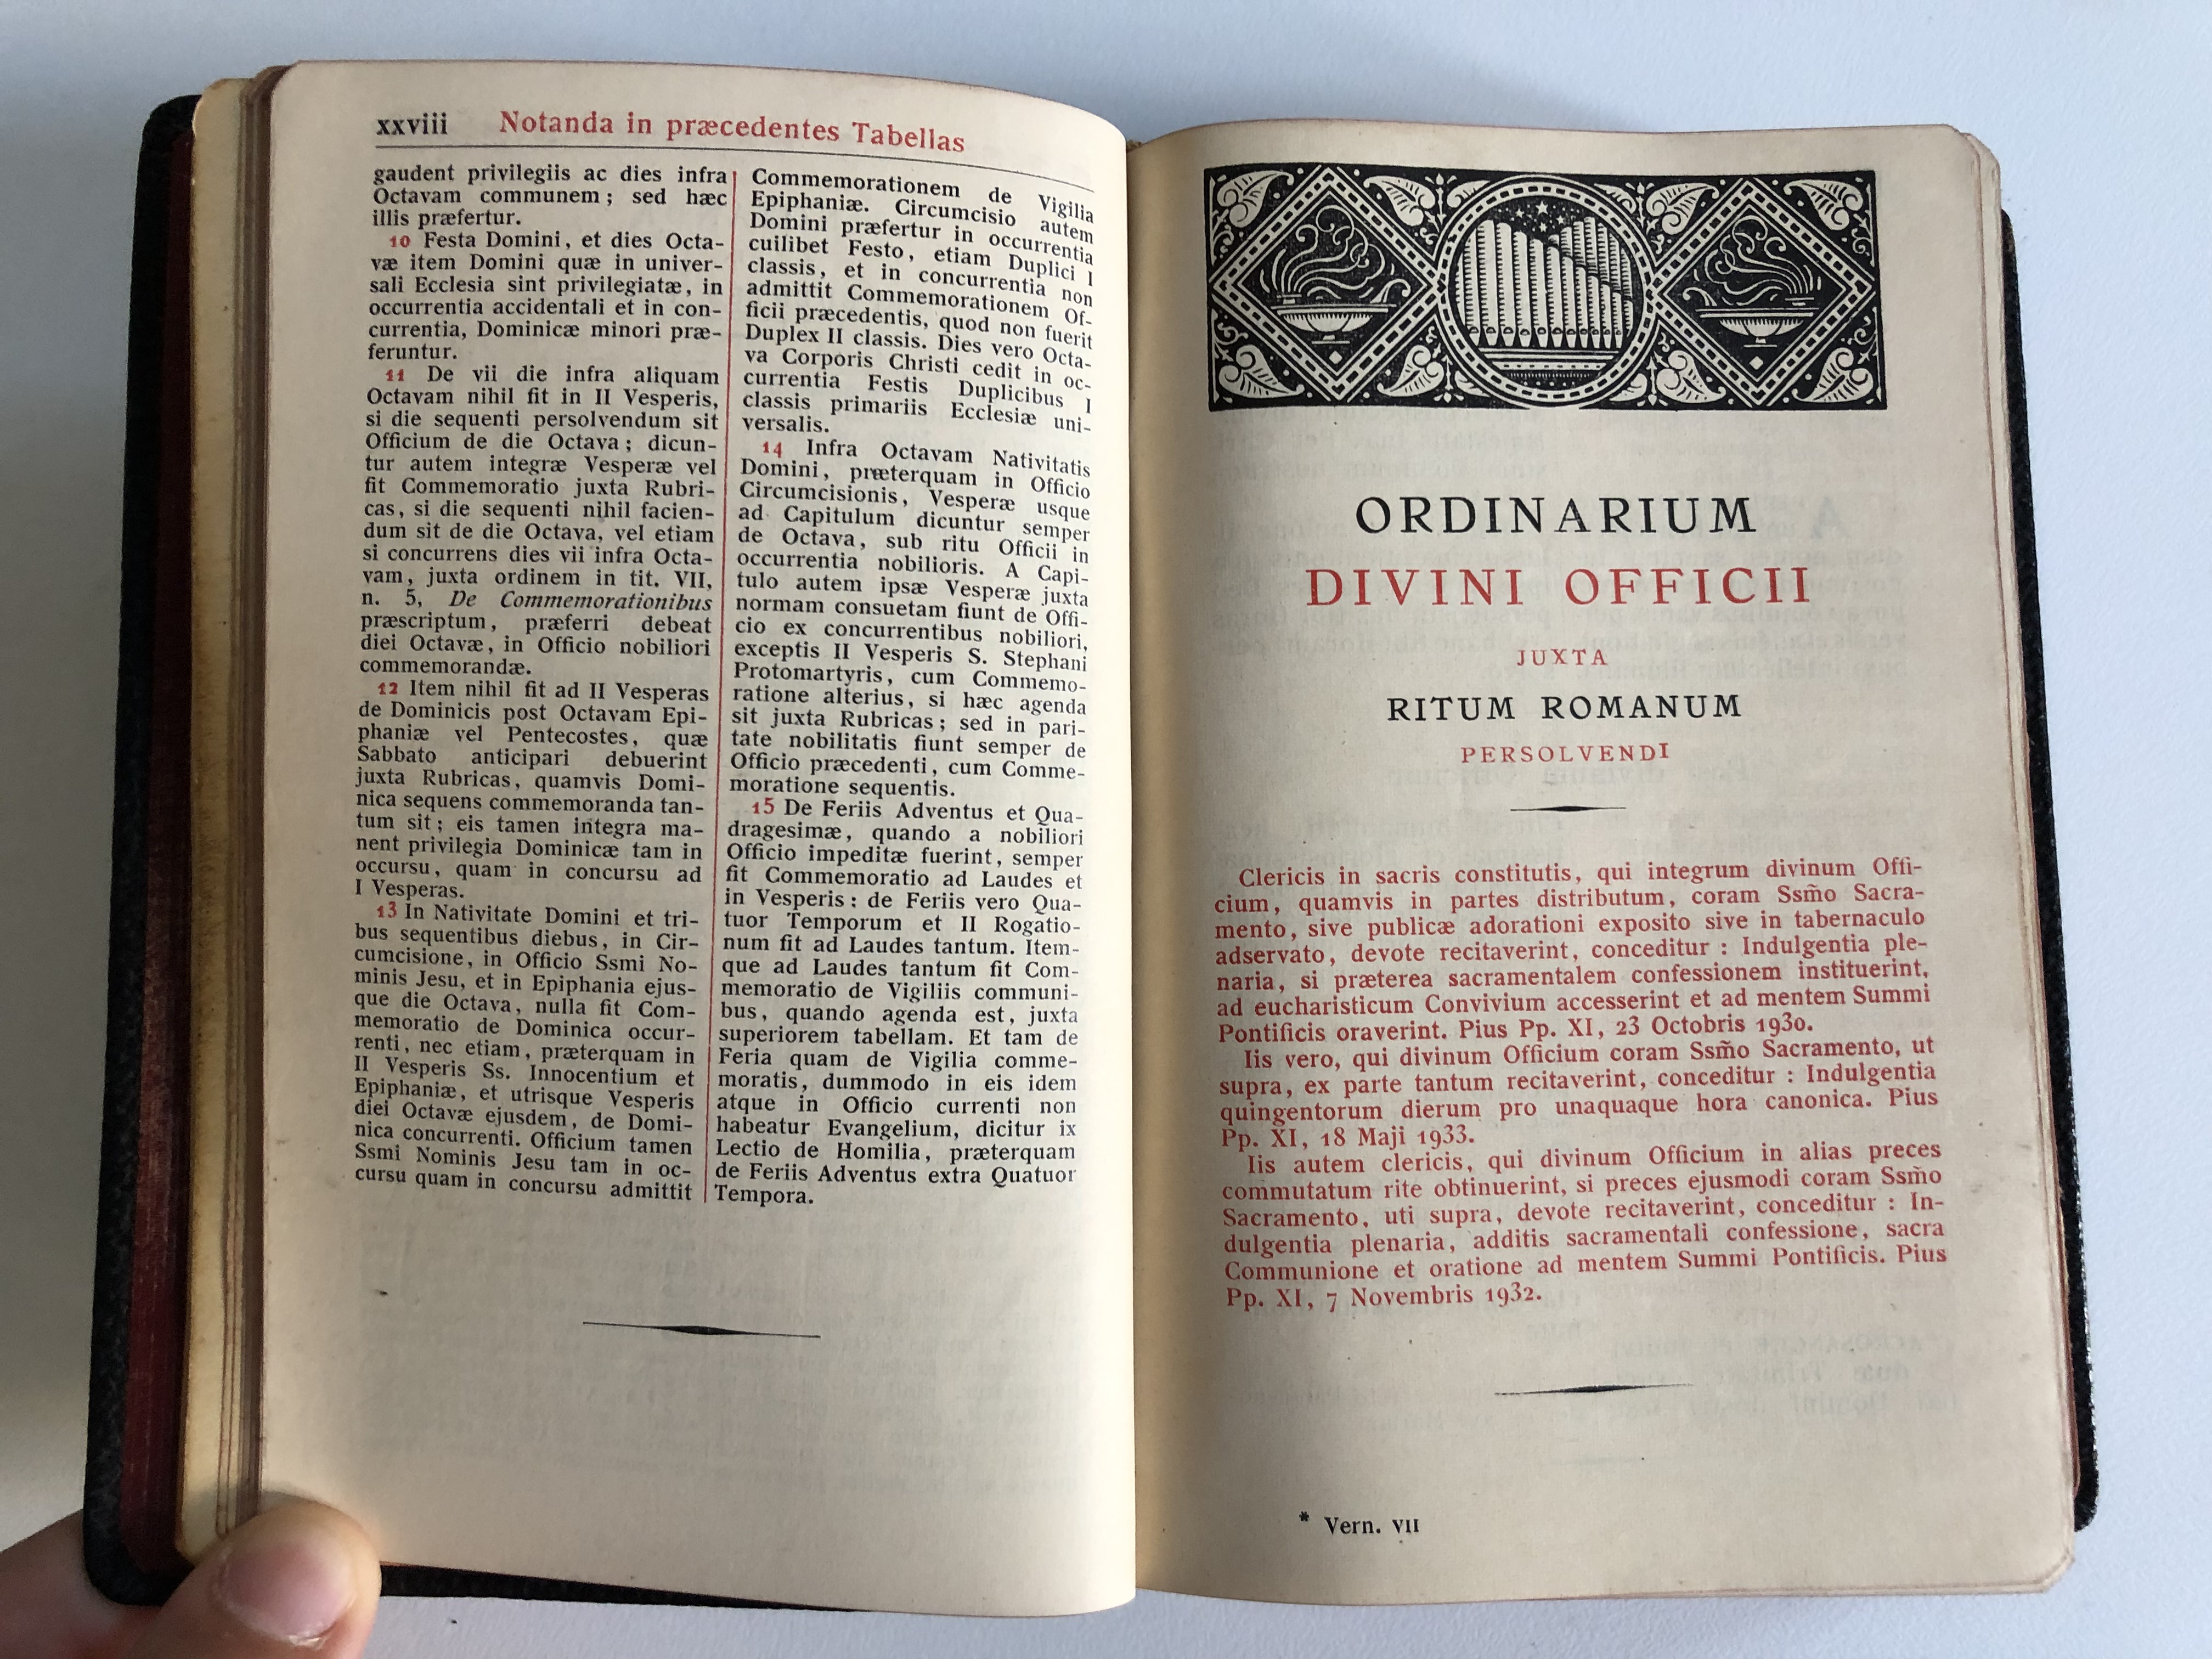 xxviii Notanda in præcedentes Tabellas
gaudent privilegiis ac dies infra
Octavam communem ; sed hæc
illis præfertur.
10 Festa Domini, et dies Octa-
væ item Domini quæ in univer-
sali Ecclesia sint privilegiatæ, in
occurrentia accidentali et in con-
currentia, Dominicæ minori præ-
feruntur.
11 De vii die infra aliquam
Octavam nihil fit in II Vesperis,
si die sequenti persolvendum sit
Officium de die Octava ; dicun-
tur autem integræ Vesperæ vel
fit Commemoratio juxta Rubri-
cas, si die sequenti nihil facien-
dum sit de die Octava, vel etiam
si concurrens dies vii infra Octa-
vam, juxta ordinem in tit. VII,
n. 5, De Commemorationibus
præscriptum, præferri debeat
diei Octavæ, in Officio nobiliori
commemorandæ.
12 Item nihil fit ad II Vesperas
de Dominicis post Octavam Epi-
phaniæ vel Pentecostes, quæ
Sabbato anticipari debuerint
juxta Rubricas, quamvis Domi-
nica sequens commemoranda tan-
tum sit ; eis tamen integra ma-
nent privilegia Dominicæ tam in
occursu, quam in concursu ad
I Vesperas.
13 In Nativitate Domini et tri-
bus sequentibus diebus, in Cir-
cumcisione, in Officio Ssmi No-
minis Jesu, et in Epiphania ejus-
que die Octava, nulla fit Com-
memoratio de Dominica occur-
renti, nec etiam, præterquam in
II Vesperis Ss. Innocentium et
Epiphaniæ, et utrisque Vesperis
diei Octavæ ejusdem, de Domi-
nica concurrenti. Officium tamen
Ssmi Nominis Jesu tam in oc-
cursu quam in concursu admittit
Commemorationem de Vigilia
Epiphaniæ. Circumcisio autem
Domini præfertur in occurrentia
cuilibet Festo, etiam Duplici I
classis, et in concurrentia non
admittit Commemorationem Of-
ficii præcedentis, quod non fuerit
Duplex II classis. Dies vero Octa-
va Corporis Christi cedit in oc-
currentia Festis Duplicibus I
classis primariis Ecclesiæ uni-
versalis.
14 Infra Octavam Nativitatis
Domini, præterquam in Officio
Circumcisionis, Vesperæ usque
ad Capitulum dicuntur semper
de Octava, sub ritu Officii in
occurrentia nobilioris. A Capi-
tulo autem ipsæ Vesperæ juxta
normam consuetam fiunt de Offi-
cio ex concurrentibus nobiliori,
exceptis II Vesperis S. Stephani
Protomartyris, cum Commemo-
ratione alterius, si hæc agenda
sit juxta Rubricas ; sed in pari-
tate nobilitatis fiunt semper de
Officio præcedenti, cum Comme-
moratione sequentis.
15 De Feriis Adventus et Qua-
dragesimæ, quando a nobiliori
Officio impeditæ fuerint, semper
fit Commemoratio ad Laudes et
in Vesperis : de Feriis vero Qua-
tuor Temporum et II Rogatio-
num fit ad Laudes tantum. Item-
que ad Laudes tantum fit Com-
memoratio de Vigiliis communi-
bus, quando agenda est, juxta
superiorem tabellam. Et tam de
Feria quam de Vigilia comme-
moratis, dummodo in eis idem
atque in Officio currenti non
habeatur Evangelium, dicitur ix
Lectio de Homilia, præterquam
de Feriis Adventus extra Quatuor
Tempora.
ORDINARIUM
DIVINI OFFICII
JUXTA
RITUM ROMANUM
PERSOLVENDI
Clericis in sacris constitutis, qui integrum divinum Offi-
cium, quamvis in partes distributum, coram Ssm̃o Sacra-
mento, sive publicæ adorationi exposito sive in tabernaculo
adservato, devote recitaverint, conceditur : Indulgentia ple-
naria, si præterea sacramentalem confessionem instituerint,
ad eucharisticum Convivium accesserint et ad mentem Summi
Pontificis oraverint. Pius Pp. XI, 23 Octobris 1930.
Iis vero, qui divinum Officium coram Ssm̃o Sacramento, ut
supra, ex parte tantum recitaverint, conceditur : Indulgentia
quingentorum dierum pro unaquaque hora canonica. Pius
Pp. XI, 18 Maji 1933.
Iis autem clericis, qui divinum Officium in alias preces
commutatum rite obtinuerint, si preces ejusmodi coram Ssm̃o
Sacramento, uti supra, devote recitaverint, conceditur : In-
dulgentia plenaria, additis sacramentali confessione, sacra
Communione et oratione ad mentem Summi Pontificis. Pius
Pp. XI, 7 Novembris 1932.
* Vern. VII